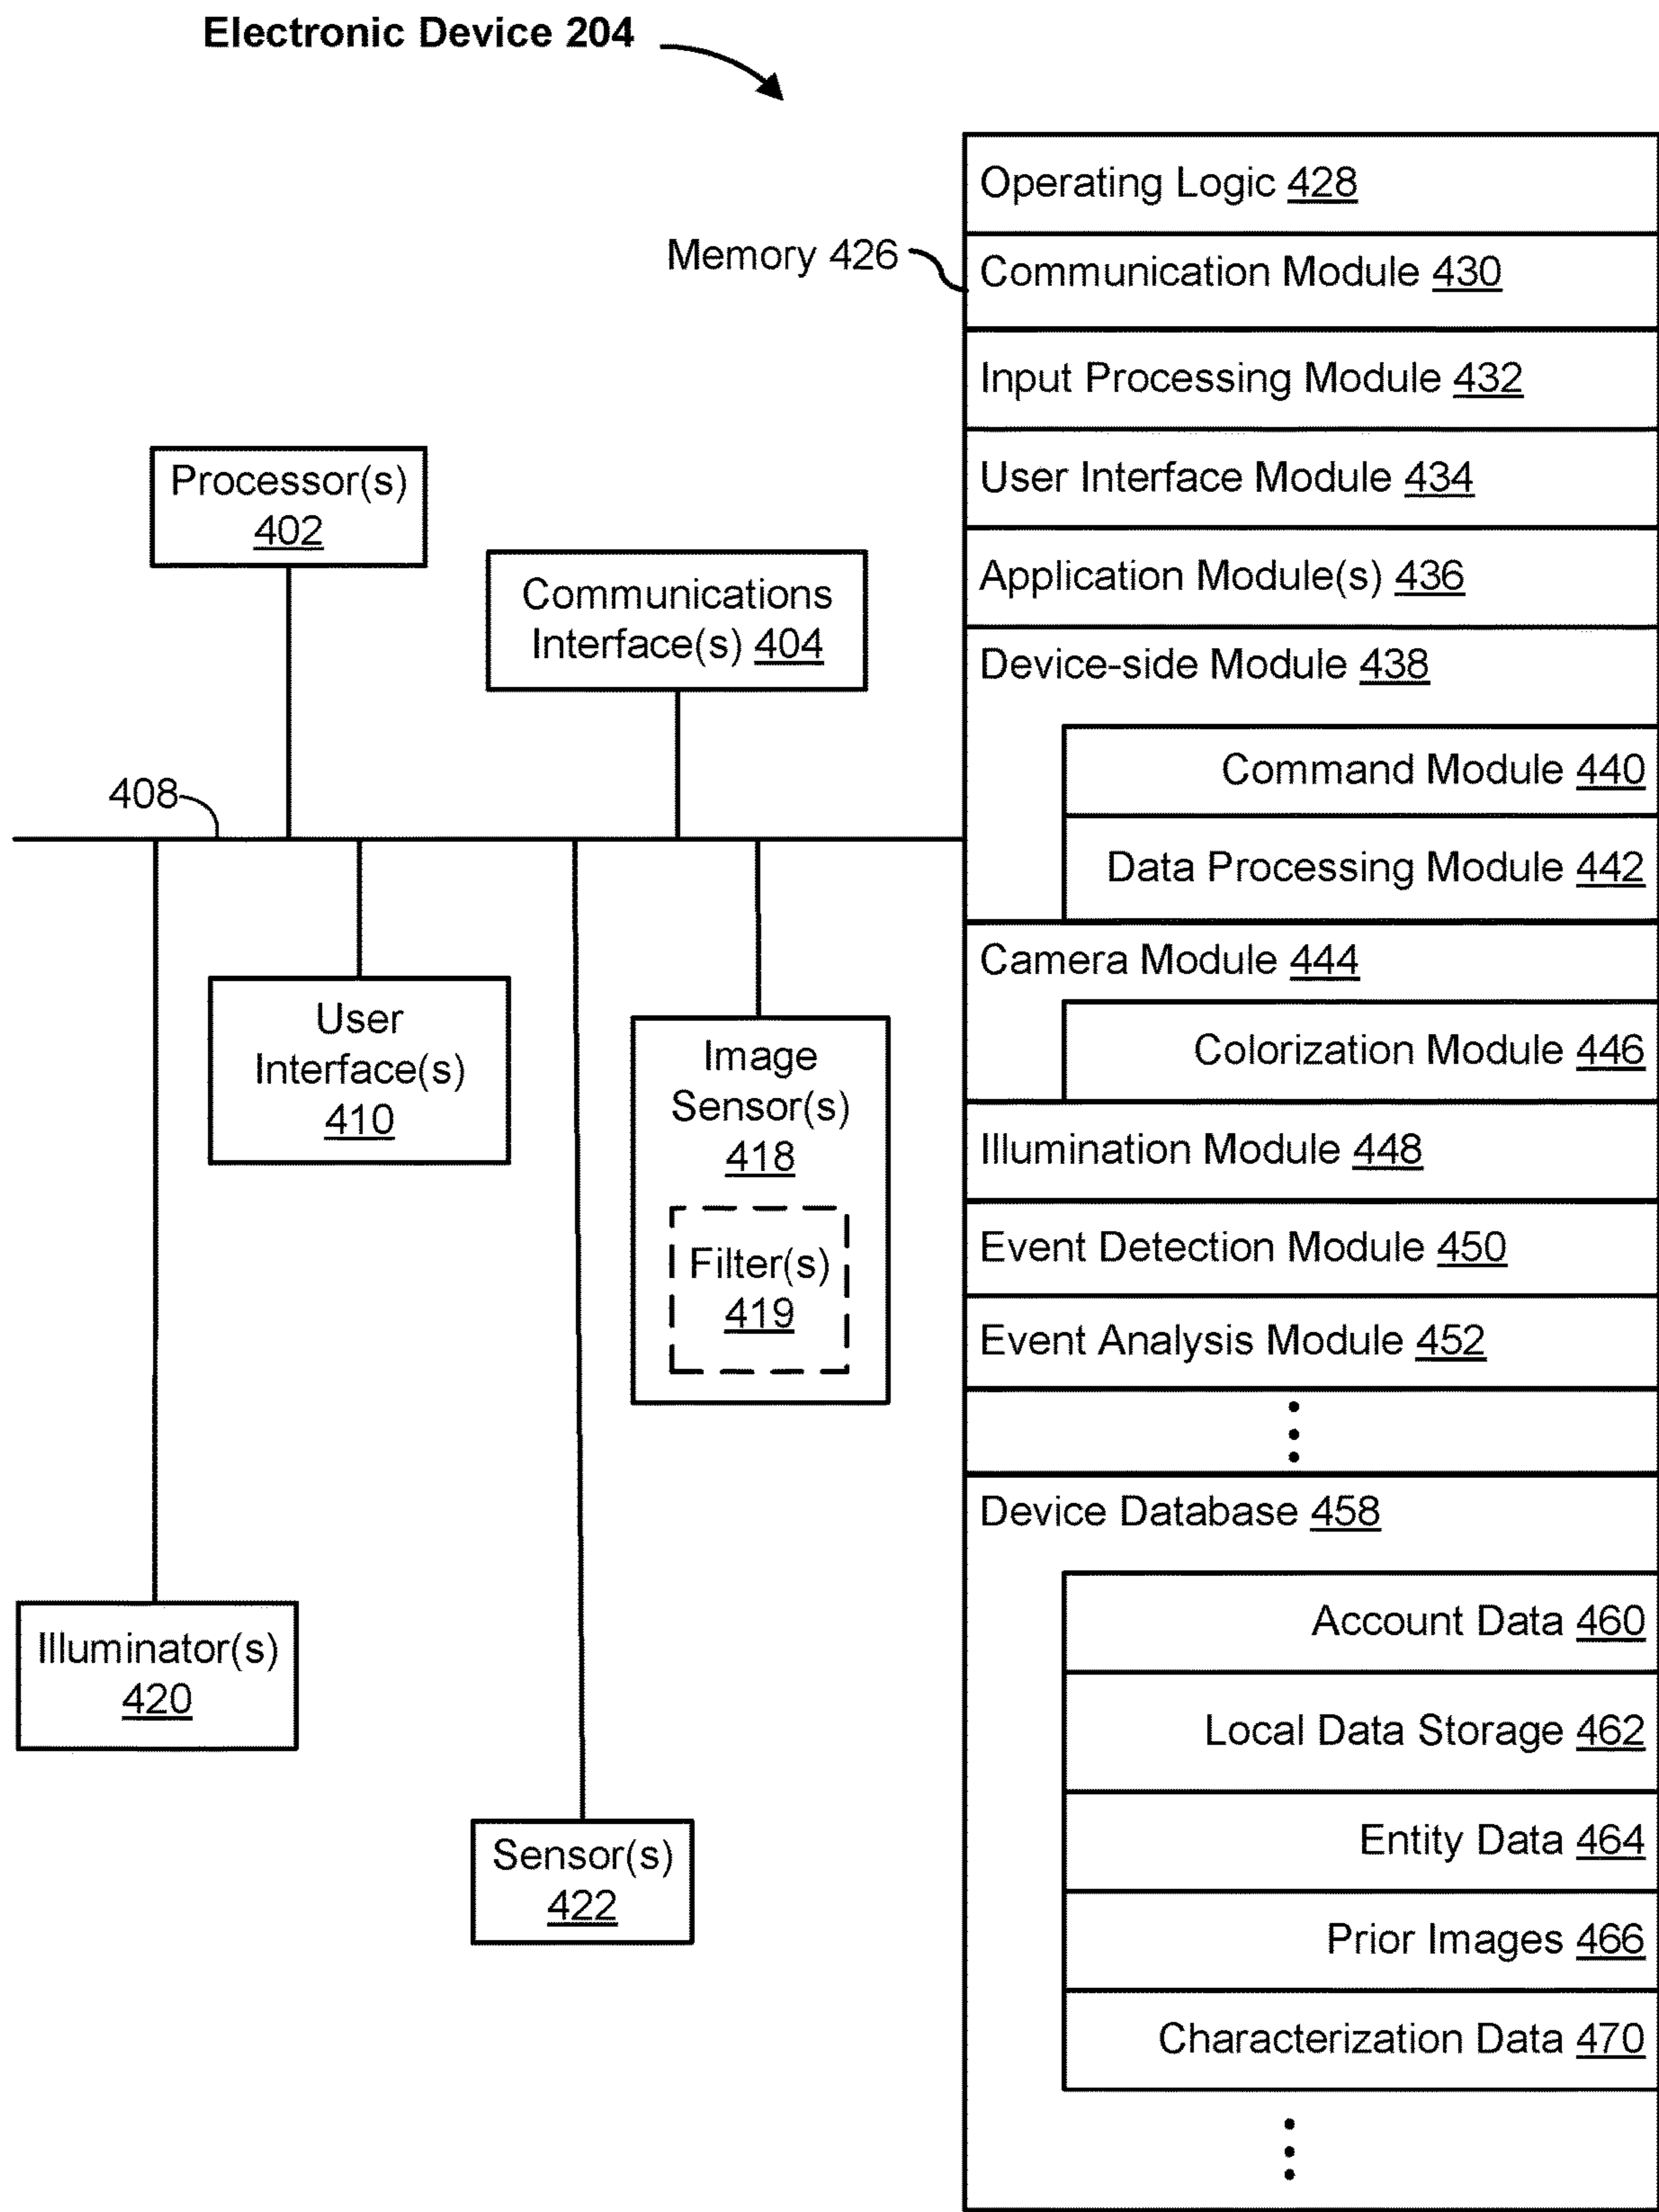 Electronic Device 204
Operating Logic 428
Memory 426
Communication Module 430
Input Processing Module 432
User Interface Module 434
Application Module(s) 436
Device-side Module 438
Command Module 440
Data Processing Module 442
Camera Module 444
Colorization Module 446
Illumination Module 448
Event Detection Module 450
Event Analysis Module 452
Device Database 458
Account Data 460
Local Data Storage 462
Entity Data 464
Prior Images 466
Characterization Data 470
Processor(s)
402
Communications
Interface(s) 404
408
User
Interface(s)
410
Image
Sensor(s)
418
Filter(s)
419
Illuminator(s)
420
Sensor(s)
422